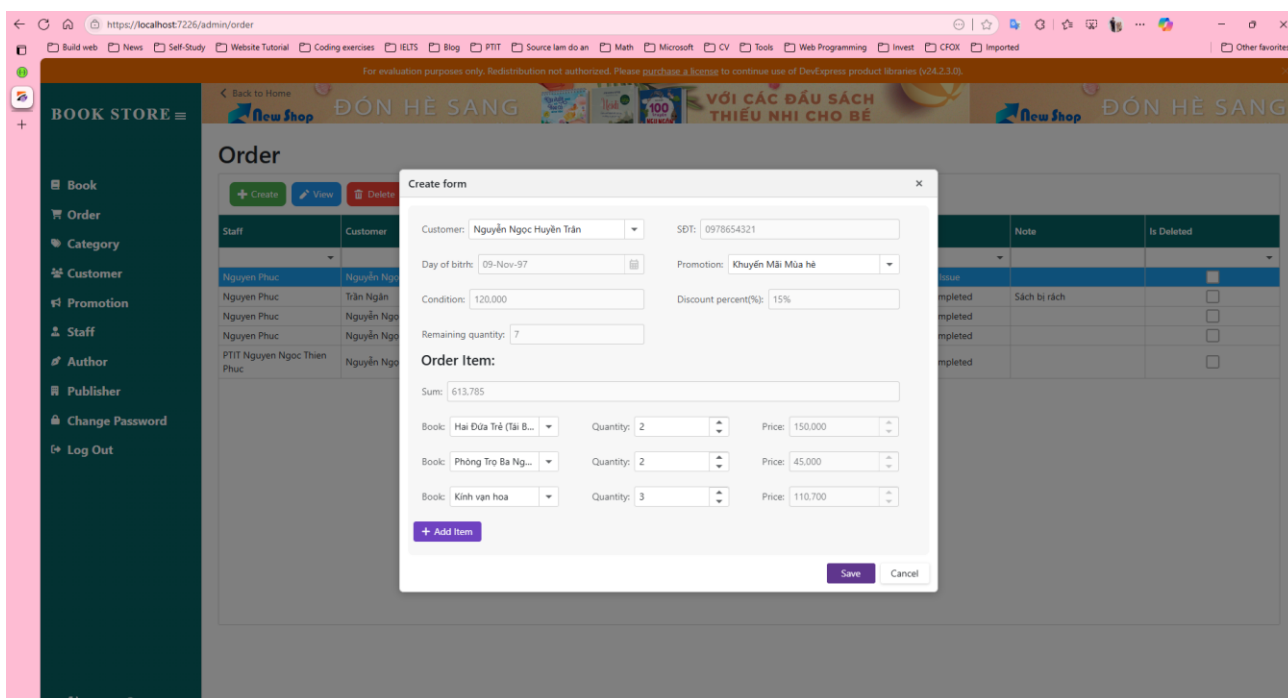 https://localhost:7226/admin/order
Build web News Self-Study Website Tutorial Coding exercises IELTS Blog PTIT Source lam do an Math Microsoft CV Tools Web Programming Invest CFOX Imported Other favorites
For evaluation purposes only. Redistribution not authorized. Please purchase a license to continue use of DevExpress product libraries (v24.2.3.0).
BOOK STORE
Back to Home
New Shop ĐÓN HÈ SANG
100
VỚI CÁC ĐẦU SÁCH
THIẾU NHI CHO BÉ
New Shop ĐÓN HÈ SANG
Order
Create View Delete
Book
Order
Category
Customer
Promotion
Staff
Author
Publisher
Change Password
Log Out
Staff Customer Note Is Deleted
Nguyen Phuc Nguyễn Ngọ Issue
Nguyen Phuc Trần Ngân mpleted Sách bị rách
Nguyen Phuc Nguyễn Ngọ mpleted
Nguyen Phuc Nguyễn Ngọ mpleted
PTIT Nguyen Ngoc Thien
Phuc Nguyễn Ngọ mpleted
Create form
Customer: Nguyễn Ngọc Huyền Trân SĐT: 0978654321
Day of bitrh: 09-Nov-97 Promotion: Khuyến Mãi Mùa hè
Condition: 120,000 Discount percent(%): 15%
Remaining quantity: 7
Order Item:
Sum: 613,785
Book: Hai Đứa Trẻ (Tái B... Quantity: 2 Price: 150,000
Book: Phòng Trọ Ba Ng... Quantity: 2 Price: 45,000
Book: Kính vạn hoa Quantity: 3 Price: 110,700
+ Add Item
Save Cancel